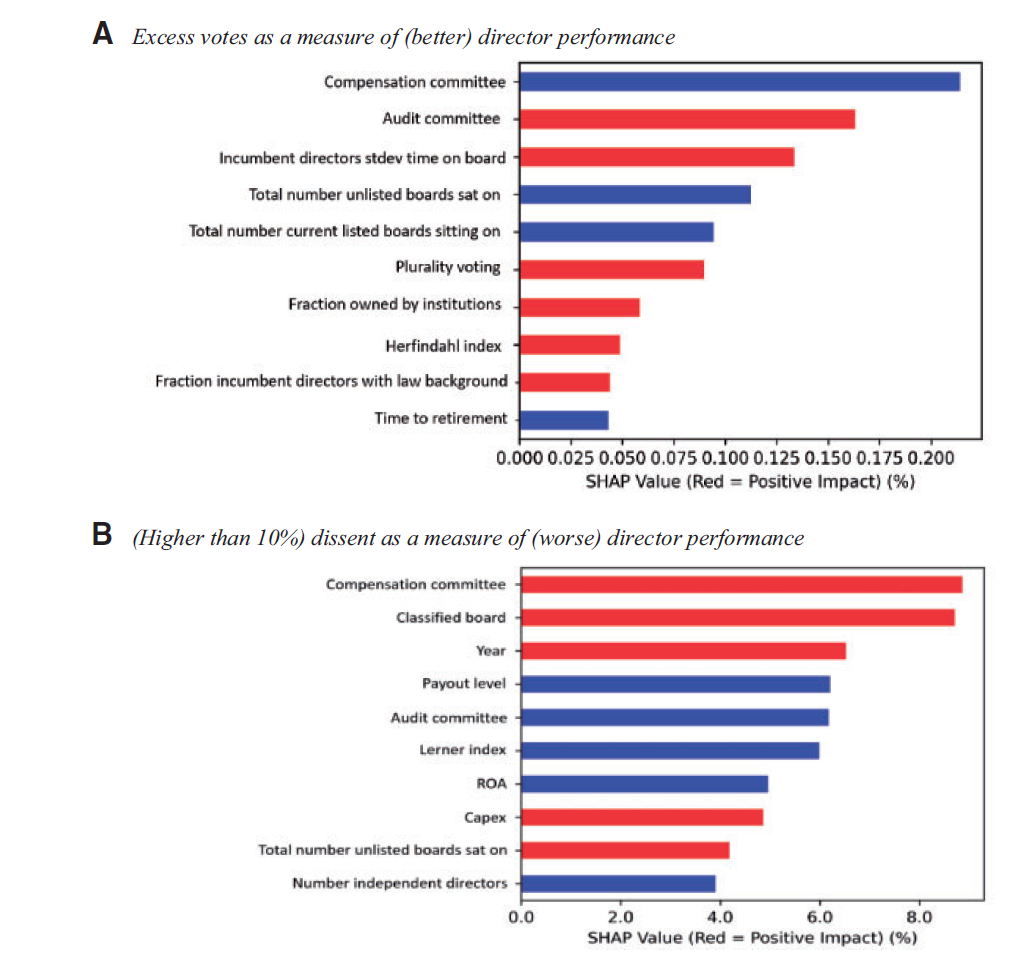 A Excess votes as a measure of (better) director performance
Compensation committee
Audit committee
Incumbent directors stdev time on board
Total number unlisted boards sat on
Total number current listed boards sitting on
Plurality voting
Fraction owned by institutions
Herfindahl index
Fraction incumbent directors with law background
Time to retirement
0.000 0.025 0.050 0.075 0.100 0.125 0.150 0.175 0.200
SHAP Value (Red = Positive Impact) (%)
B (Higher than 10%) dissent as a measure of (worse) director performance
Compensation committee
Classified board
Year
Payout level
Audit committee
Lerner index
ROA
Capex
Total number unlisted boards sat on
Number independent directors
0.0 2.0 4.0 6.0 8.0
SHAP Value (Red = Positive Impact) (%)